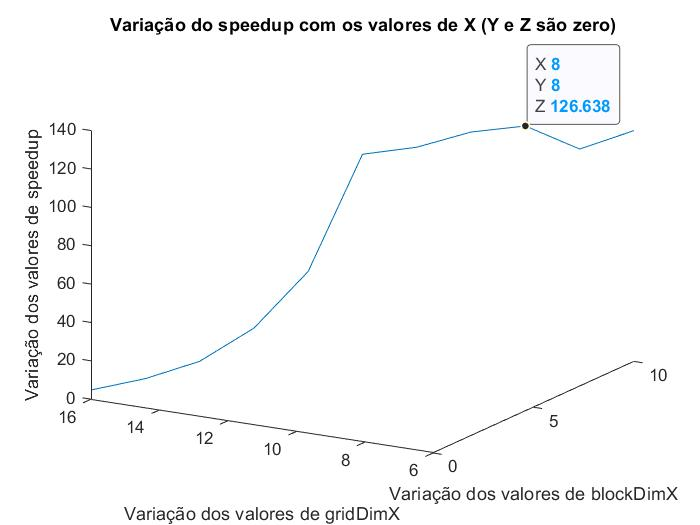 Variação do speedup com os valores de X (Y e Z são zero)
X 8
Y 8
Z 126.638
140
120
100
80
60
40
20
0
Variação dos valores de speedup
16
14
12
10
8
6
0
5
10
Variação dos valores de blockDimX
Variação dos valores de gridDimX